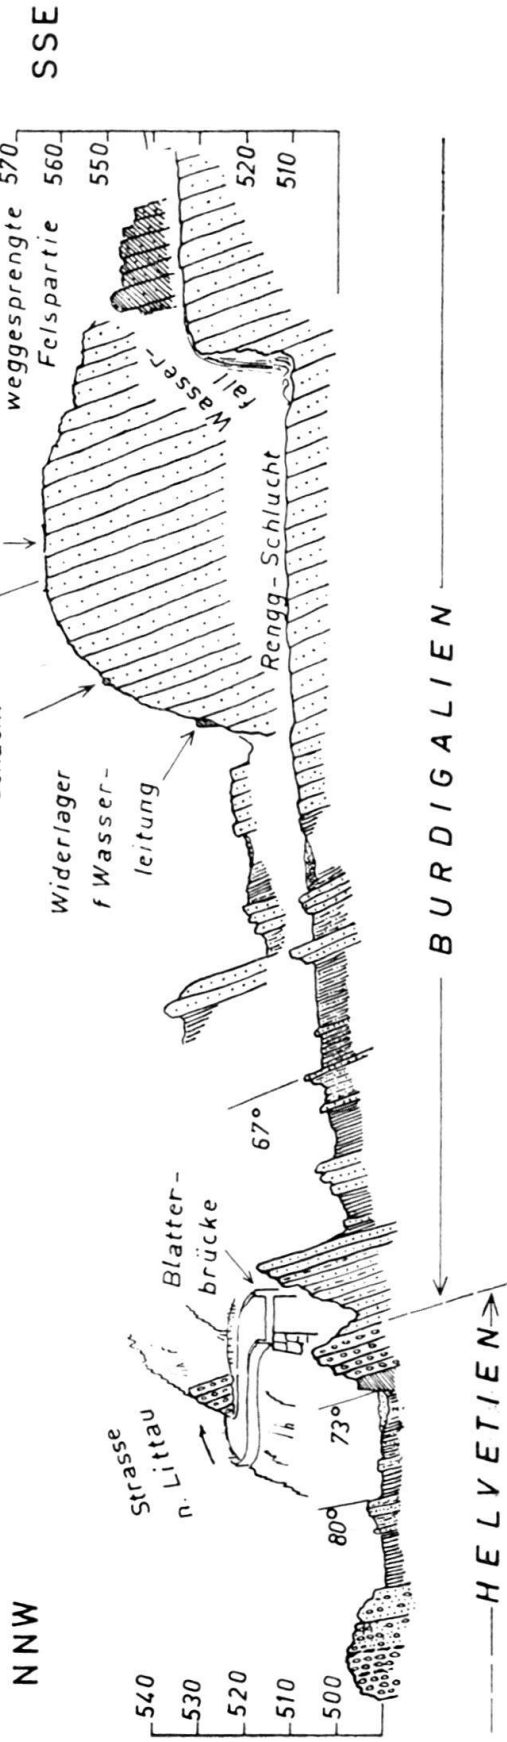 NNW
SSE
540
530
520
510
500
Strasse
n. Littau
Blatter-
brücke
80°
73°
67°
Widerlager
f Wasser-
leitung
Rengg-Schlucht
Wasser-
fall
weggesprengte
Felspartie
570
560
550
520
510
HELVETIEN
BURDIGALIEN